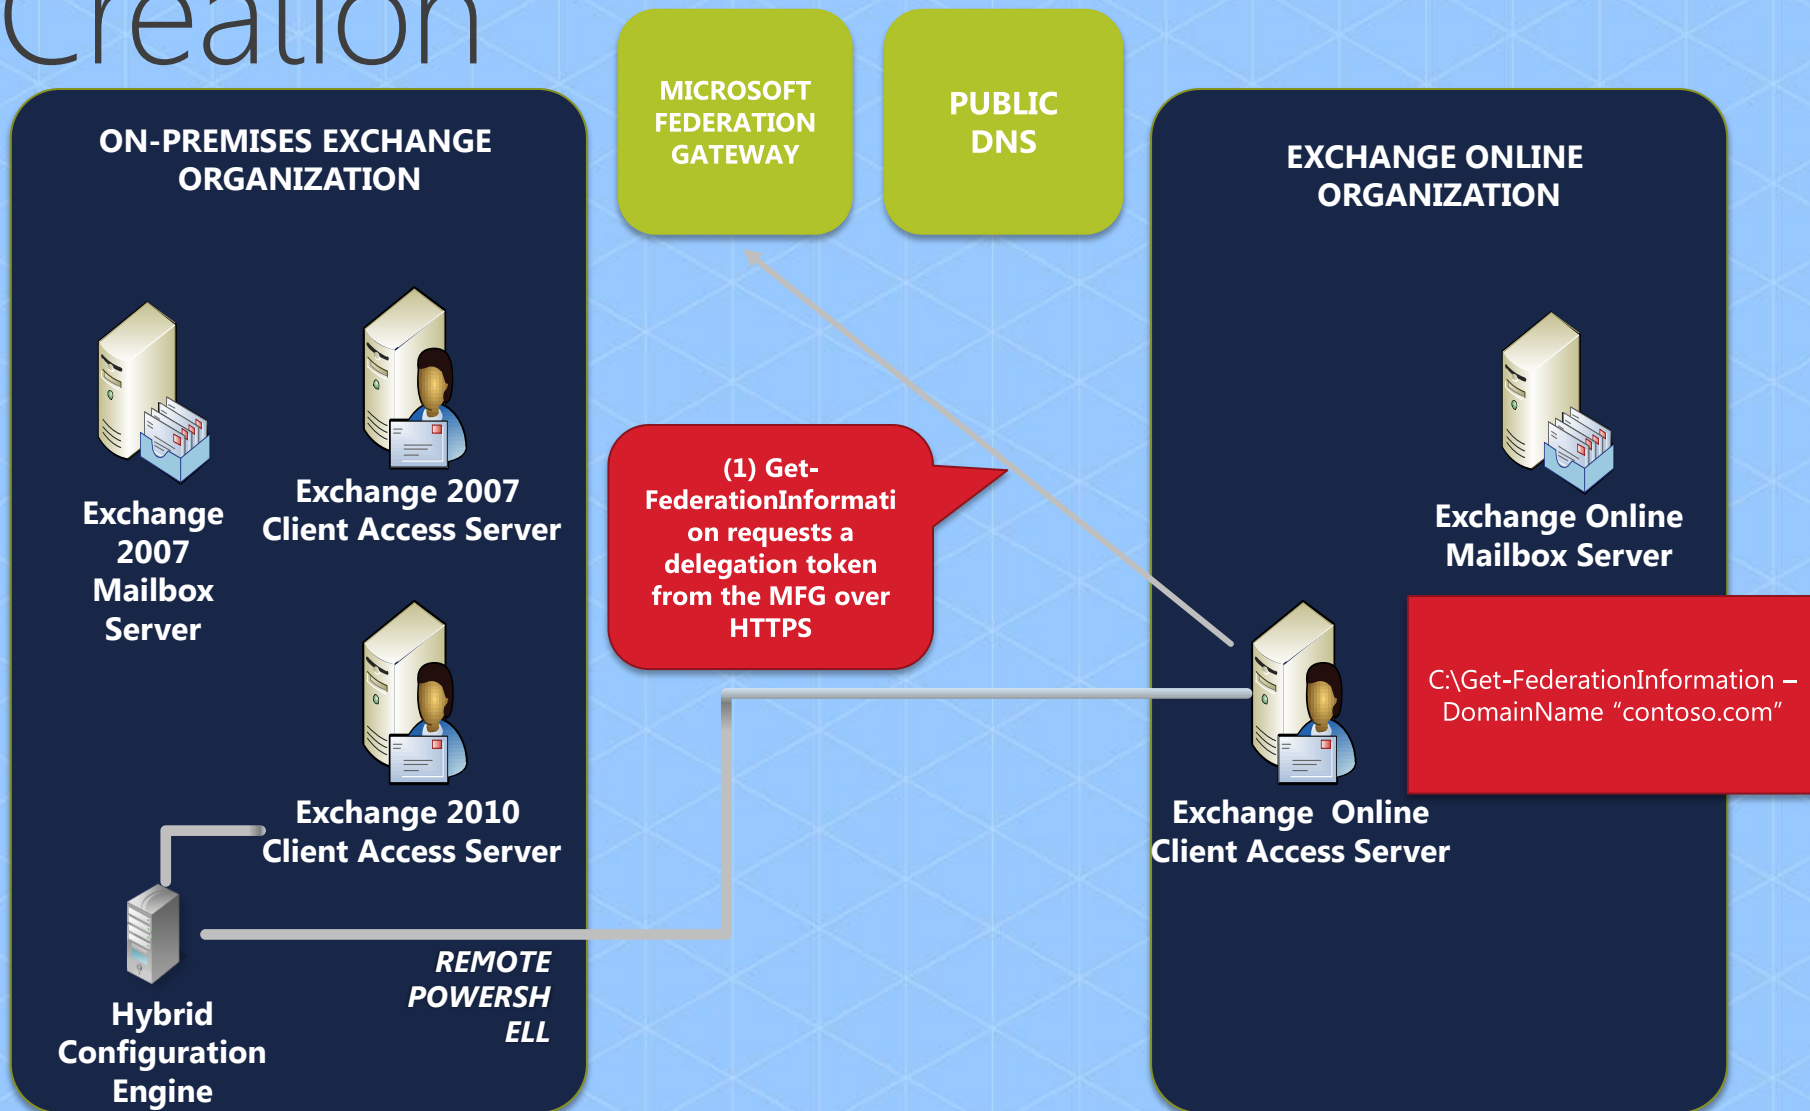 Creation
ON-PREMISES EXCHANGE
ORGANIZATION
MICROSOFT
FEDERATION
GATEWAY
PUBLIC
DNS
EXCHANGE ONLINE
ORGANIZATION
Exchange
2007
Mailbox
Server
Exchange 2007
Client Access Server
(1) Get-
FederationInformati
on requests a
delegation token
from the MFG over
HTTPS
Exchange Online
Mailbox Server
C:\Get-FederationInformation –
DomainName “contoso.com”
Exchange 2010
Client Access Server
Exchange  Online
Client Access Server
REMOTE
POWERSH
ELL
Hybrid
Configuration
Engine